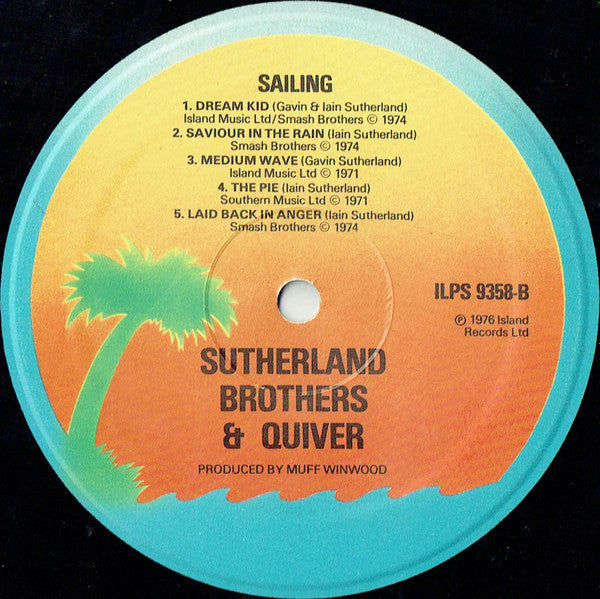 SAILING
1. DREAM KID (Gavin & Iain Sutherland)
Island Music Ltd/Smash Brothers © 1974
2. SAVIOUR IN THE RAIN (Iain Sutherland)
Smash Brothers © 1974
3. MEDIUM WAVE (Gavin Sutherland)
Island Music Ltd © 1971
4. THE PIE (Iain Sutherland)
Southern Music Ltd © 1971
5. LAID BACK IN ANGER (Iain Sutherland)
Smash Brothers © 1974
ILPS 9358-B
℗ 1976 Island
Records Ltd
SUTHERLAND
BROTHERS
& QUIVER
PRODUCED BY MUFF WINWOOD